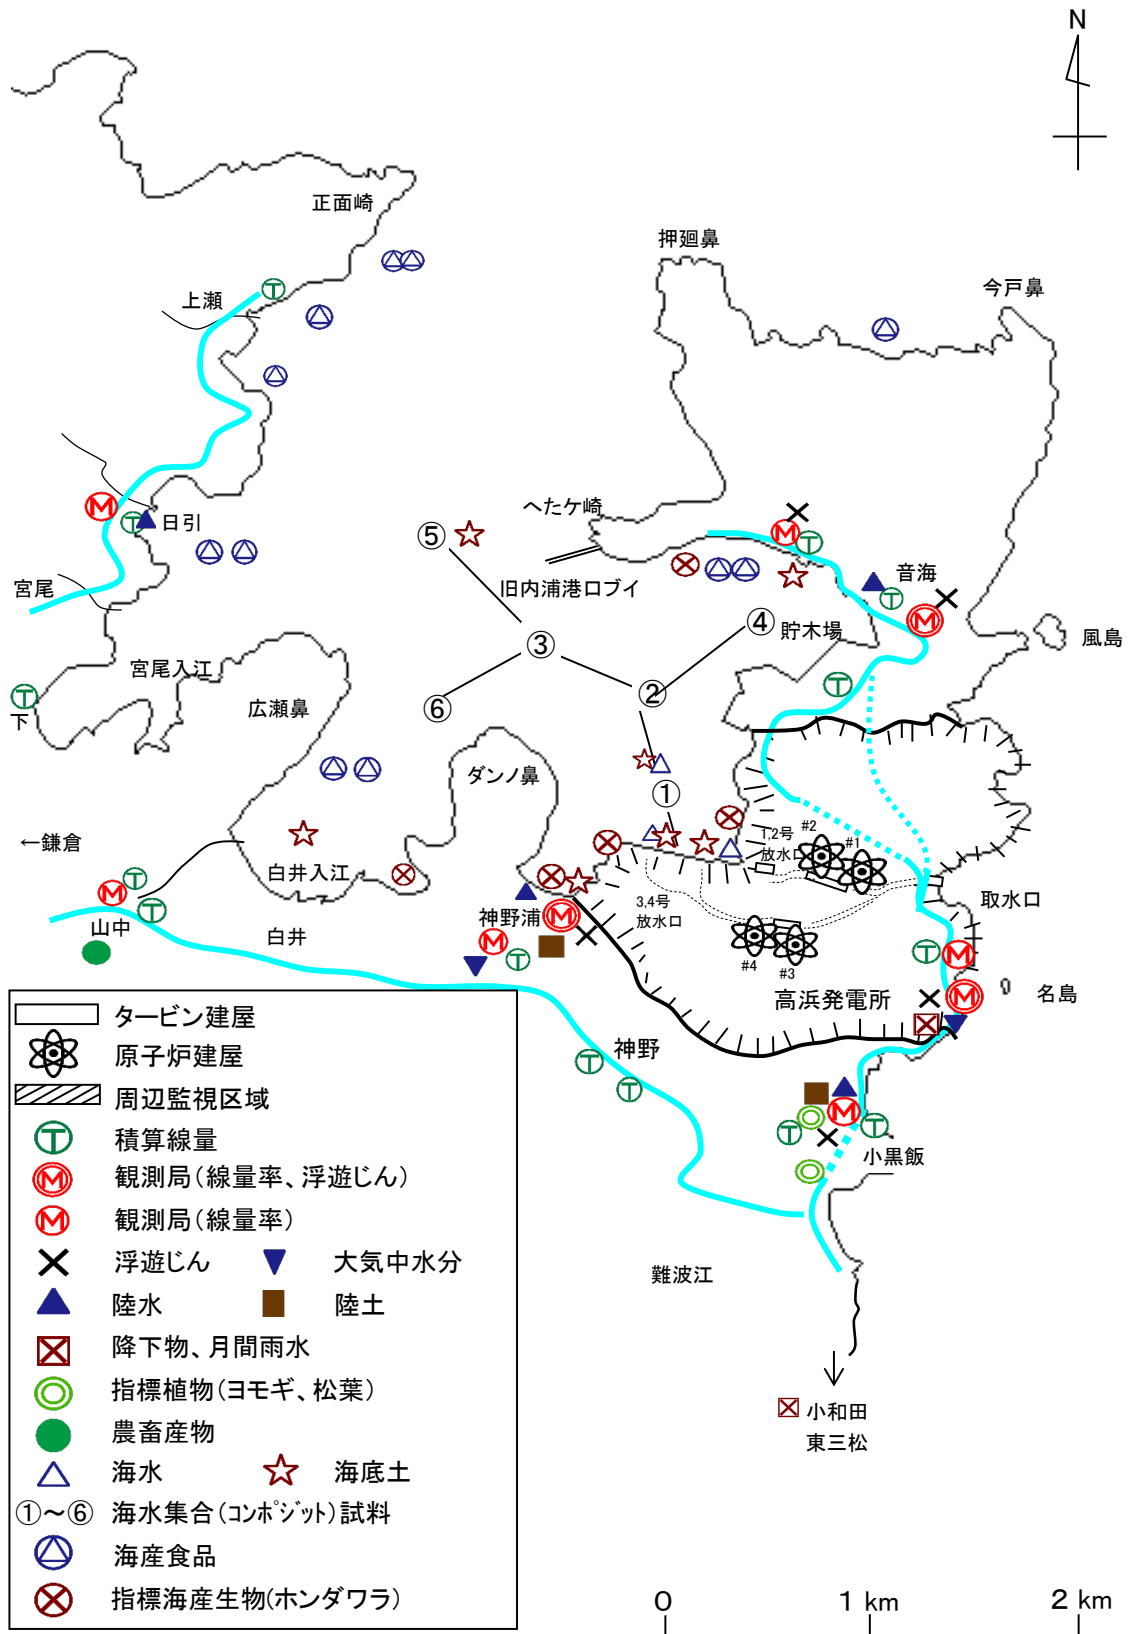 N
正面崎
押廻鼻
今戸鼻
上瀬
T
M
T
日引
へたケ崎
⑤
M
T
音海
宮尾
旧内浦港ロブイ
T
M
④
貯木場
風島
③
宮尾入江
T
下
広瀬鼻
⑥
②
T
ダンノ鼻
①
←鎌倉
#2
1,2号
#1
放水口
白井入江
T
M
取水口
山中
T
白井
神野浦
M
3,4号
放水口
M
T
#4
#3
T
M
高浜発電所
M
名島
神野
T
T
M
T
T
小黒飯
難波江
小和田
東三松
タービン建屋
原子炉建屋
周辺監視区域
T 積算線量
M 観測局(線量率、浮遊じん)
M 観測局(線量率)
浮遊じん 大気中水分
陸水 陸土
降下物、月間雨水
指標植物(ヨモギ、松葉)
農畜産物
海水 海底土
①～⑥ 海水集合(ｺﾝﾎﾟｼﾞｯﾄ)試料
海産食品
指標海産生物(ホンダワラ)
0 1 km 2 km